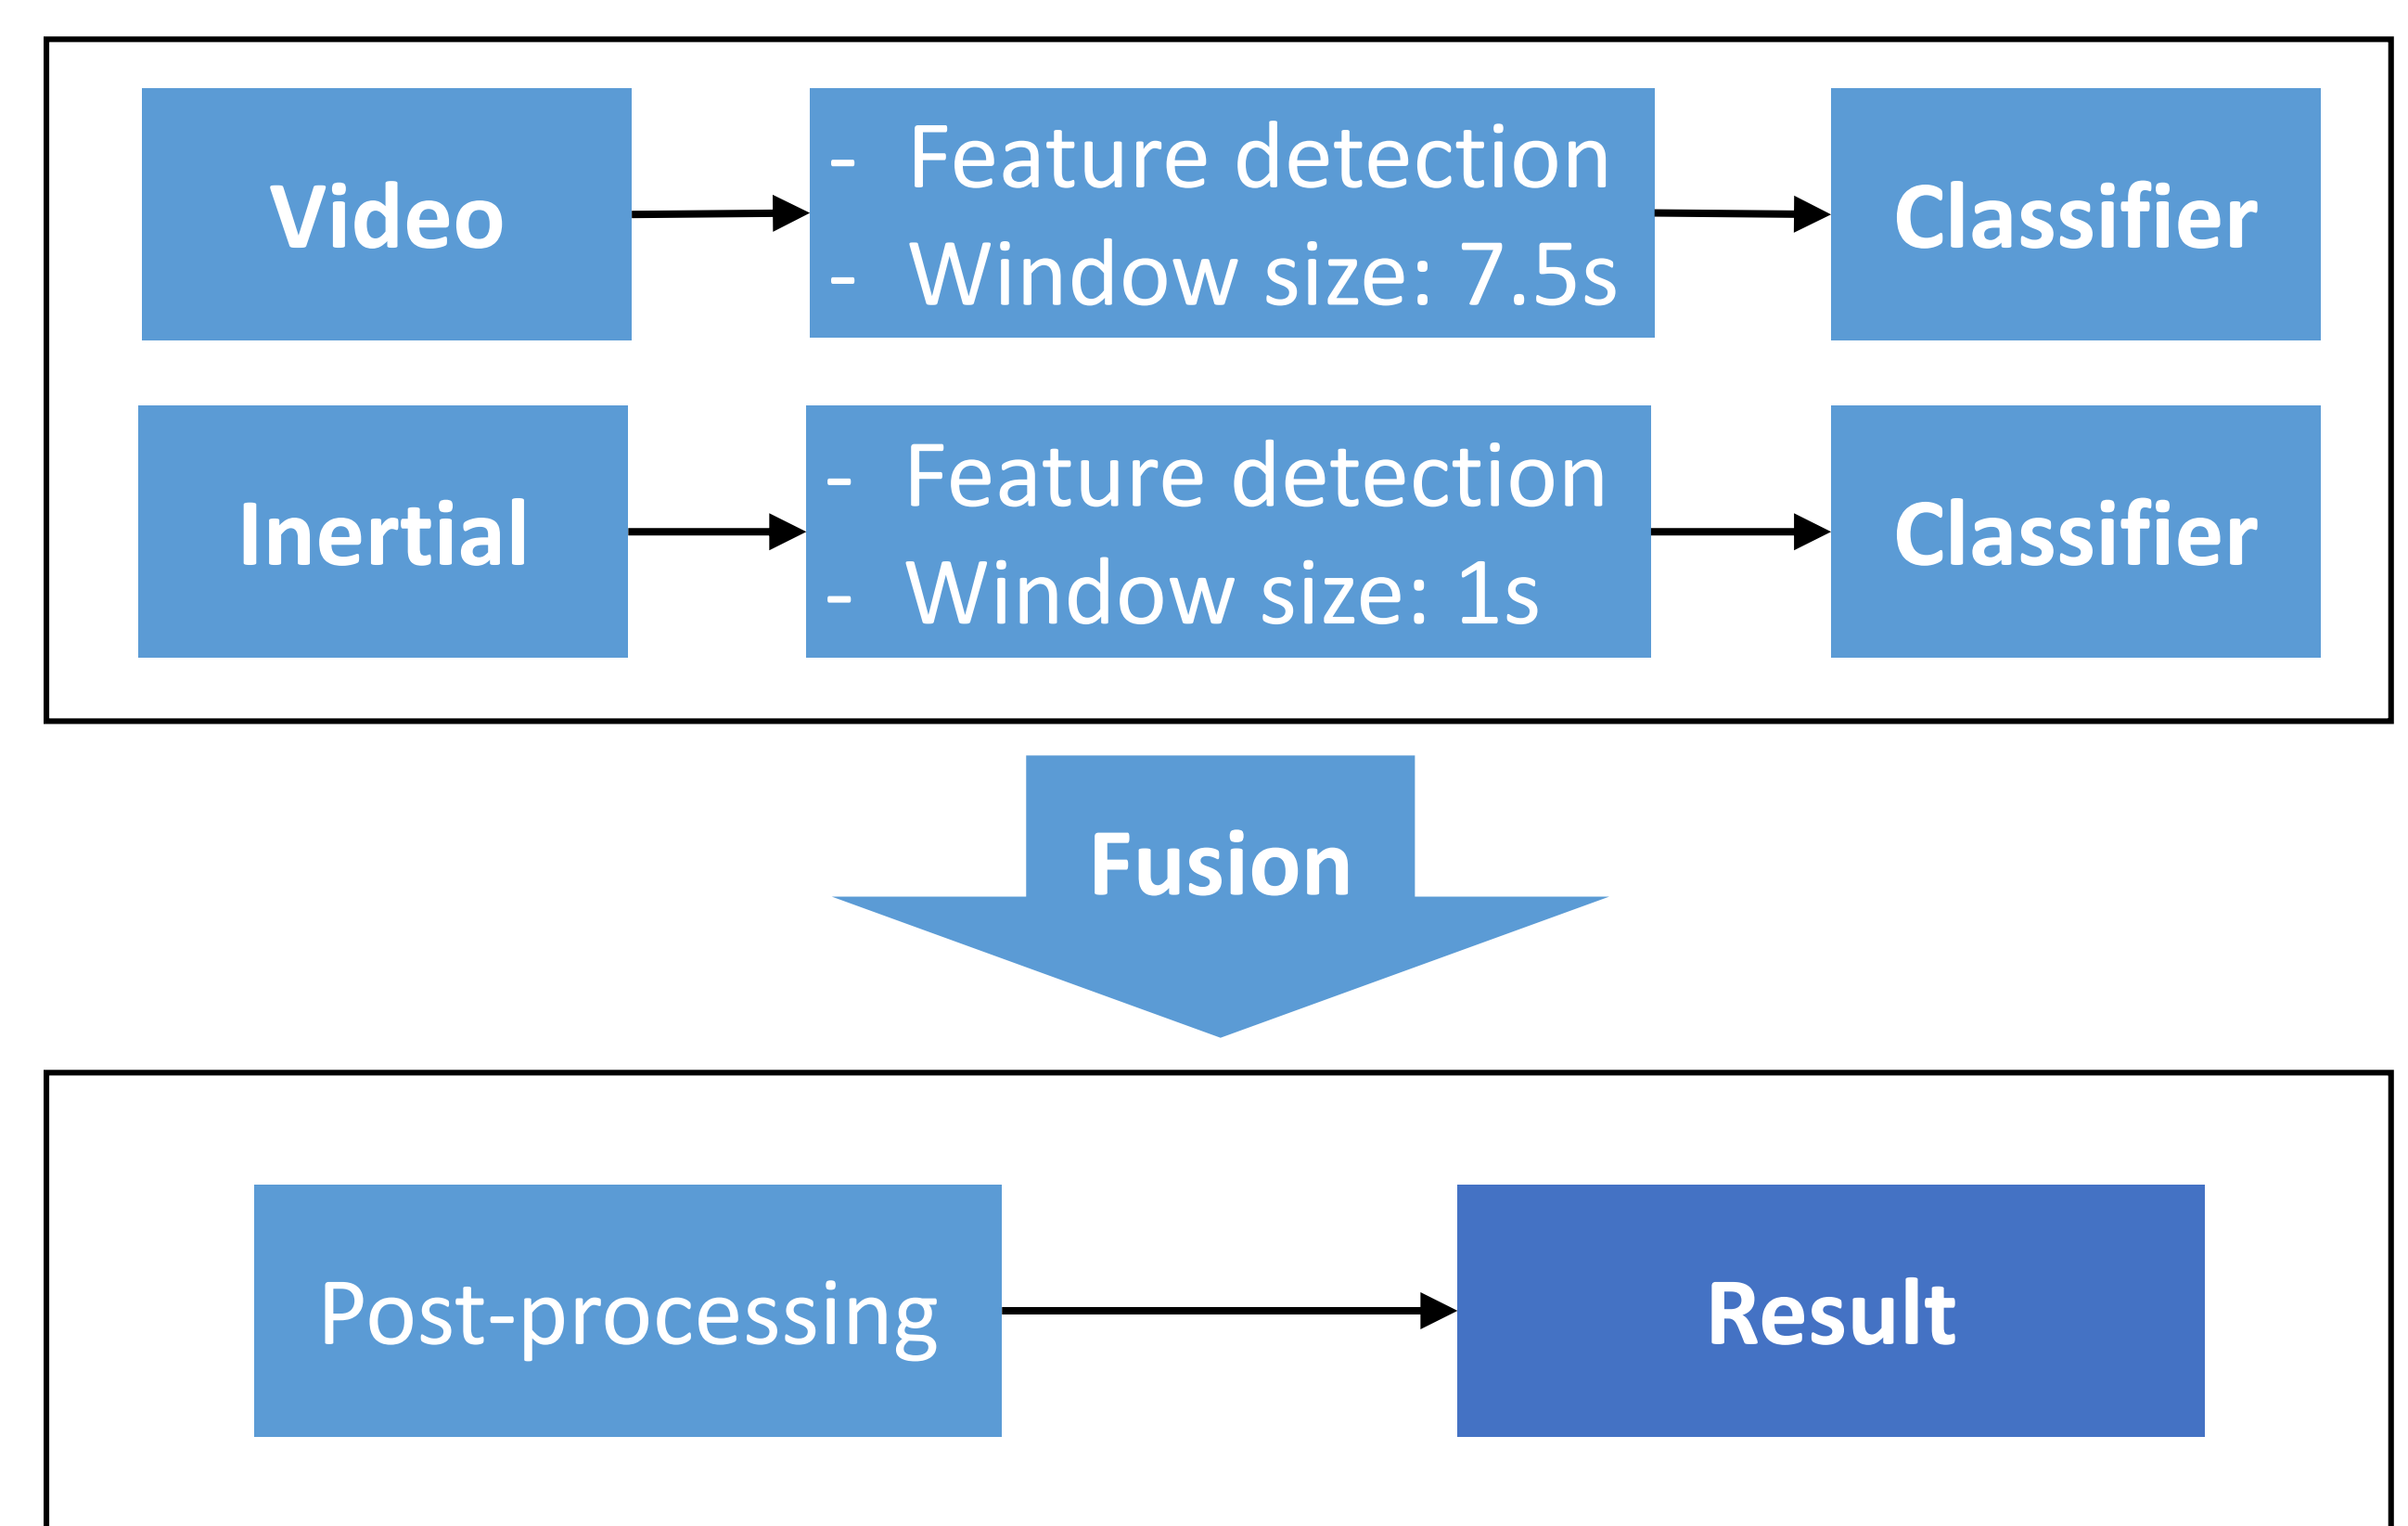 Video
- Feature detection
- Window size: 7.5s
Classifier
Inertial
- Feature detection
- Window size: 1s
Classifier
Fusion
Post-processing
Result